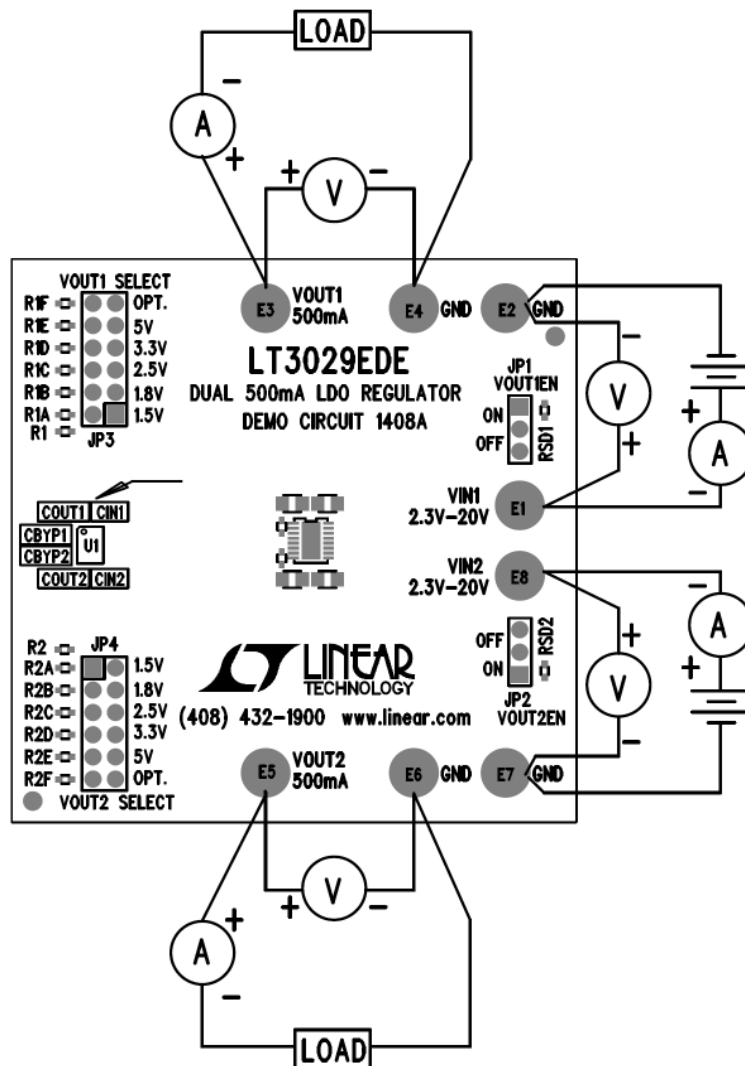 LOAD
-
A
+
+ V -
VOUT1 SELECT
R1F OPT.
R1E 5V
R1D 3.3V
R1C 2.5V
R1B 1.8V
R1A 1.5V
R1 JP3
E3 VOUT1 500mA
E4 GND
E2 GND
LT3029EDE
DUAL 500mA LDO REGULATOR
DEMO CIRCUIT 1408A
JP1
VOUT1EN
ON
OFF
RSD1
-
V
+
+
A
-
VIN1
2.3V-20V
E1
COUT1 CIN1
CBYP1
CBYP2
U1
COUT2 CIN2
VIN2
2.3V-20V
E8
OFF
ON
RSD2
JP2
VOUT2EN
+
V
-
-
A
+
R2 JP4
R2A 1.5V
R2B 1.8V
R2C 2.5V
R2D 3.3V
R2E 5V
R2F OPT.
VOUT2 SELECT
LINEAR
TECHNOLOGY
(408) 432-1900 www.linear.com
E5 VOUT2 500mA
E6 GND
E7 GND
+ V -
+
A
-
LOAD